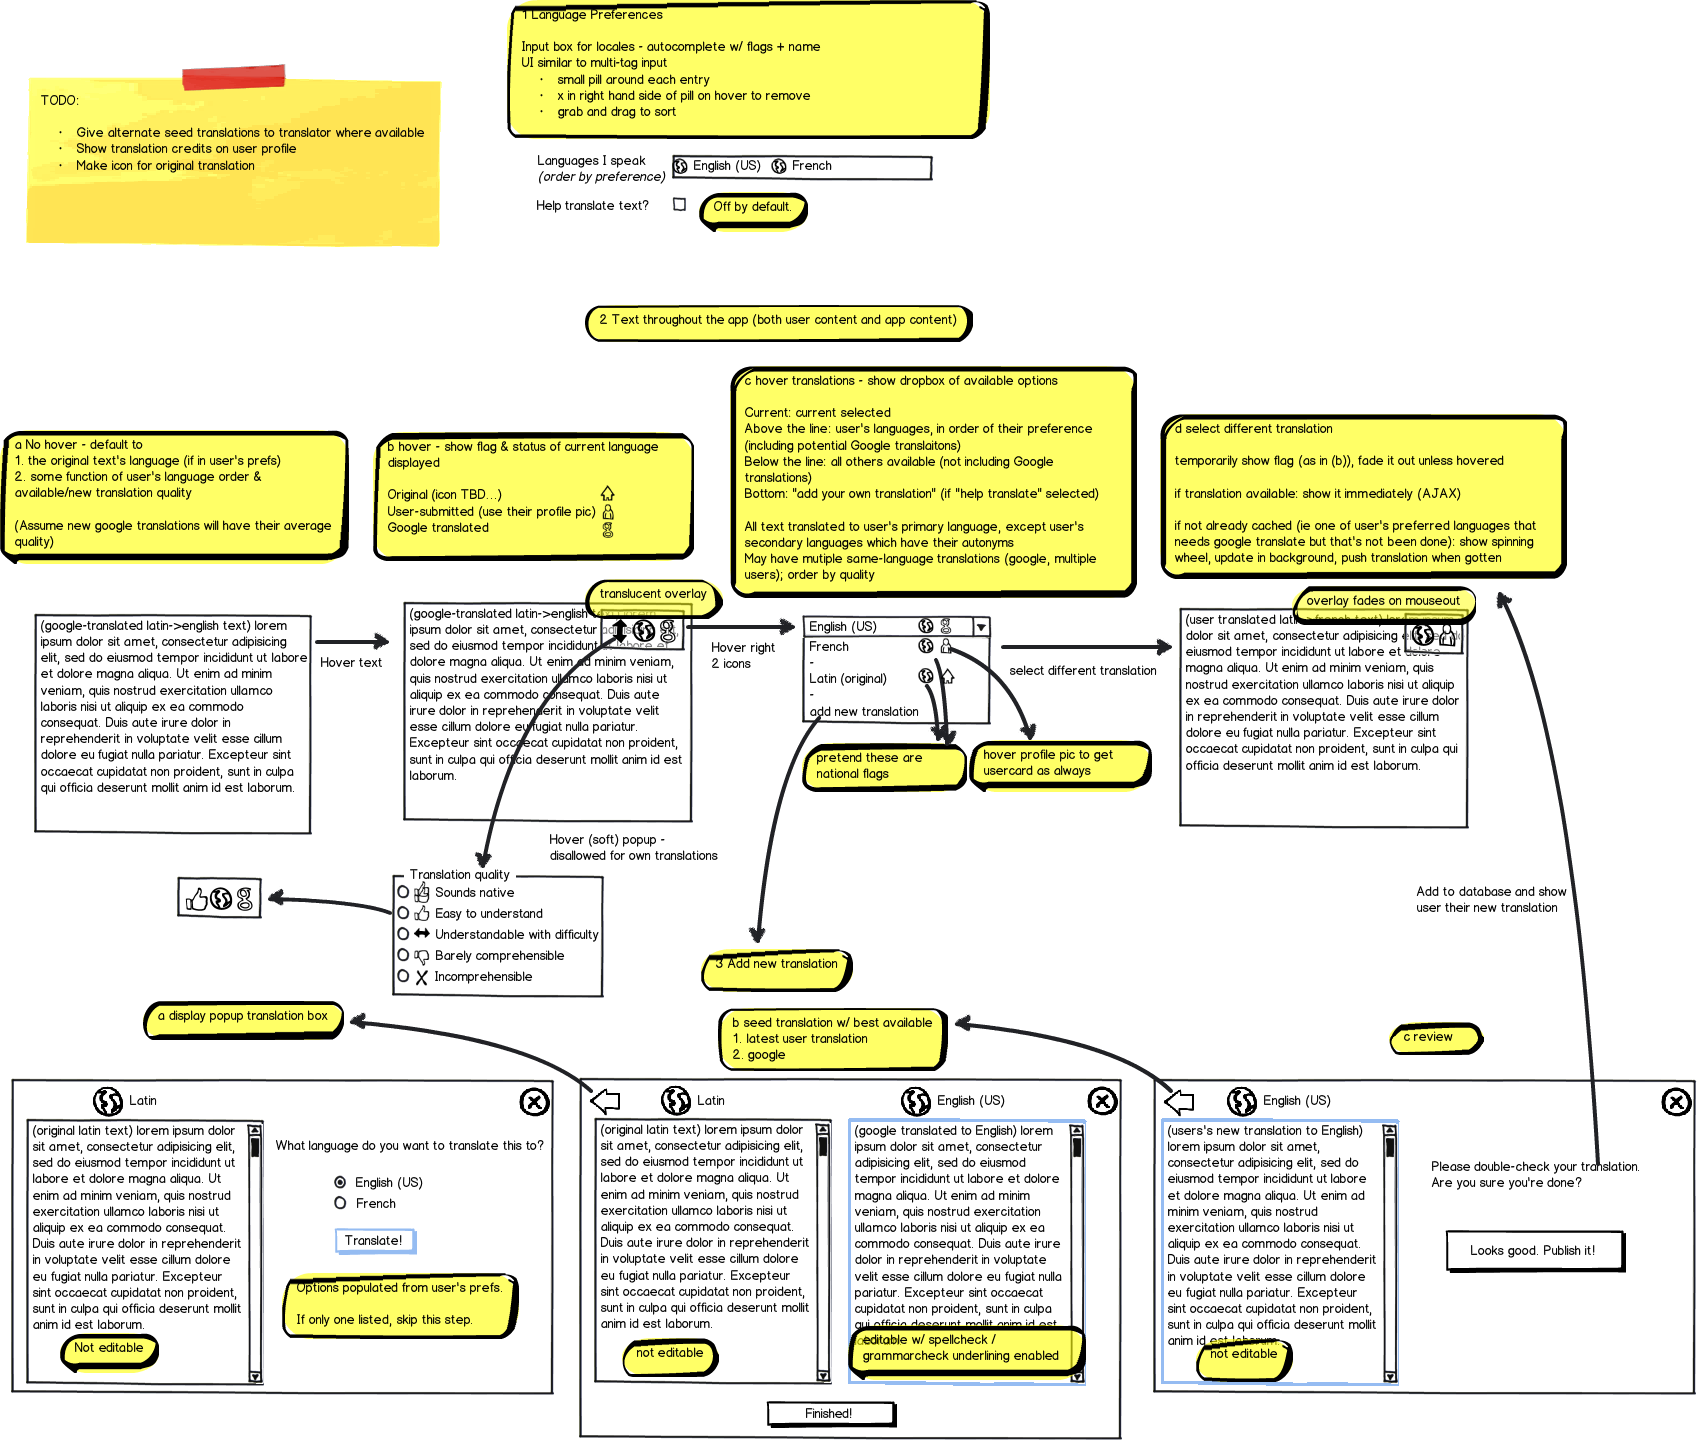 1 Language Preferences
Input box for locales - autocomplete w/ flags + name
UI similar to multi-tag input
· small pill around each entry
· x in right hand side of pill on hover to remove
· grab and drag to sort
TODO:
· Give alternate seed translations to translator where available
· Show translation credits on user profile
· Make icon for original translation
Languages I speak
(order by preference)
English (US) French
Help translate text?
Off by default.
2 Text throughout the app (both user content and app content)
a No hover - default to
1. the original text's language (if in user's prefs)
2. some function of user's language order &
available/new translation quality
(Assume new google translations will have their average
quality)
b hover - show flag & status of current language
displayed
Original (icon TBD...)
User-submitted (use their profile pic)
Google translated
c hover translations - show dropbox of available options
Current: current selected
Above the line: user's languages, in order of their preference
(including potential Google translaitons)
Below the line: all others available (not including Google
translations)
Bottom: "add your own translation" (if "help translate" selected)
All text translated to user's primary language, except user's
secondary languages which have their autonyms
May have mutiple same-language translations (google, multiple
users); order by quality
d select different translation
temporarily show flag (as in (b)), fade it out unless hovered
if translation available: show it immediately (AJAX)
if not already cached (ie one of user's preferred languages that
needs google translate but that's not been done): show spinning
wheel, update in background, push translation when gotten
(google-translated latin->english text) lorem
ipsum dolor sit amet, consectetur adipisicing
elit, sed do eiusmod tempor incididunt ut labore
et dolore magna aliqua. Ut enim ad minim
veniam, quis nostrud exercitation ullamco
laboris nisi ut aliquip ex ea commodo
consequat. Duis aute irure dolor in
reprehenderit in voluptate velit esse cillum
dolore eu fugiat nulla pariatur. Excepteur sint
occaecat cupidatat non proident, sunt in culpa
qui officia deserunt mollit anim id est laborum.
Hover text
translucent overlay
(google-translated latin->english text) lorem
ipsum dolor sit amet, consectetur adipisicing elit,
sed do eiusmod tempor incididunt ut labore et
dolore magna aliqua. Ut enim ad minim veniam,
quis nostrud exercitation ullamco laboris nisi ut
aliquip ex ea commodo consequat. Duis aute
irure dolor in reprehenderit in voluptate velit
esse cillum dolore eu fugiat nulla pariatur.
Excepteur sint occaecat cupidatat non proident,
sunt in culpa qui officia deserunt mollit anim id est
laborum.
Hover right
2 icons
English (US)
French
-
Latin (original)
-
add new translation
pretend these are
national flags
hover profile pic to get
usercard as always
select different translation
overlay fades on mouseout
(user translated latin->french text) lorem ipsum
dolor sit amet, consectetur adipisicing elit, sed do
eiusmod tempor incididunt ut labore et dolore
magna aliqua. Ut enim ad minim veniam, quis
nostrud exercitation ullamco laboris nisi ut aliquip
ex ea commodo consequat. Duis aute irure dolor
in reprehenderit in voluptate velit esse cillum
dolore eu fugiat nulla pariatur. Excepteur sint
occaecat cupidatat non proident, sunt in culpa qui
officia deserunt mollit anim id est laborum.
Hover (soft) popup -
disallowed for own translations
Translation quality
Sounds native
Easy to understand
Understandable with difficulty
Barely comprehensible
Incomprehensible
Add to database and show
user their new translation
3 Add new translation
a display popup translation box
b seed translation w/ best available
1. latest user translation
2. google
c review
Latin
(original latin text) lorem ipsum dolor
sit amet, consectetur adipisicing elit,
sed do eiusmod tempor incididunt ut
labore et dolore magna aliqua. Ut
enim ad minim veniam, quis nostrud
exercitation ullamco laboris nisi ut
aliquip ex ea commodo consequat.
Duis aute irure dolor in reprehenderit
in voluptate velit esse cillum dolore
eu fugiat nulla pariatur. Excepteur
sint occaecat cupidatat non proident,
sunt in culpa qui officia deserunt mollit
anim id est laborum.
Not editable
What language do you want to translate this to?
English (US)
French
Translate!
Options populated from user's prefs.
If only one listed, skip this step.
Latin
(original latin text) lorem ipsum dolor
sit amet, consectetur adipisicing elit,
sed do eiusmod tempor incididunt ut
labore et dolore magna aliqua. Ut
enim ad minim veniam, quis nostrud
exercitation ullamco laboris nisi ut
aliquip ex ea commodo consequat.
Duis aute irure dolor in reprehenderit
in voluptate velit esse cillum dolore
eu fugiat nulla pariatur. Excepteur
sint occaecat cupidatat non proident,
sunt in culpa qui officia deserunt mollit
anim id est laborum.
not editable
English (US)
(google translated to English) lorem
ipsum dolor sit amet, consectetur
adipisicing elit, sed do eiusmod
tempor incididunt ut labore et dolore
magna aliqua. Ut enim ad minim
veniam, quis nostrud exercitation
ullamco laboris nisi ut aliquip ex ea
commodo consequat. Duis aute irure
dolor in reprehenderit in voluptate
velit esse cillum dolore eu fugiat nulla
pariatur. Excepteur sint occaecat
cupidatat non proident, sunt in culpa
qui officia deserunt mollit anim id est
editable w/ spellcheck /
grammarcheck underlining enabled
Finished!
English (US)
(users's new translation to English)
lorem ipsum dolor sit amet,
consectetur adipisicing elit, sed do
eiusmod tempor incididunt ut labore
et dolore magna aliqua. Ut enim ad
minim veniam, quis nostrud
exercitation ullamco laboris nisi ut
aliquip ex ea commodo consequat.
Duis aute irure dolor in reprehenderit
in voluptate velit esse cillum dolore
eu fugiat nulla pariatur. Excepteur
sint occaecat cupidatat non proident,
sunt in culpa qui officia deserunt mollit
anim id est laborum.
not editable
Please double-check your translation.
Are you sure you're done?
Looks good. Publish it!